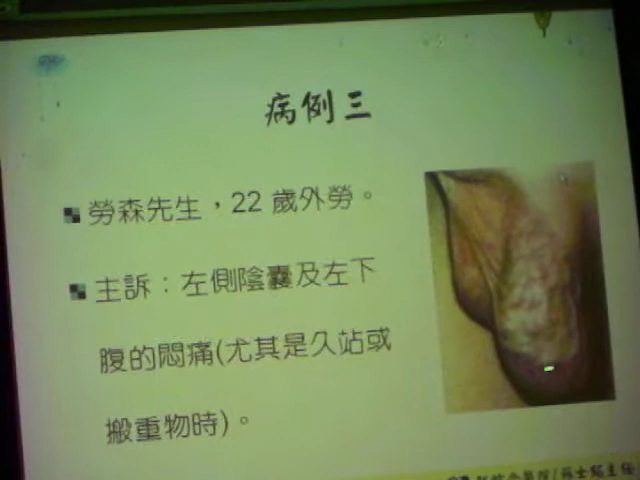 病例三
勞森先生，22 歲外勞。
主訴：左側陰囊及左下
腹的悶痛(尤其是久站或
搬重物時)。